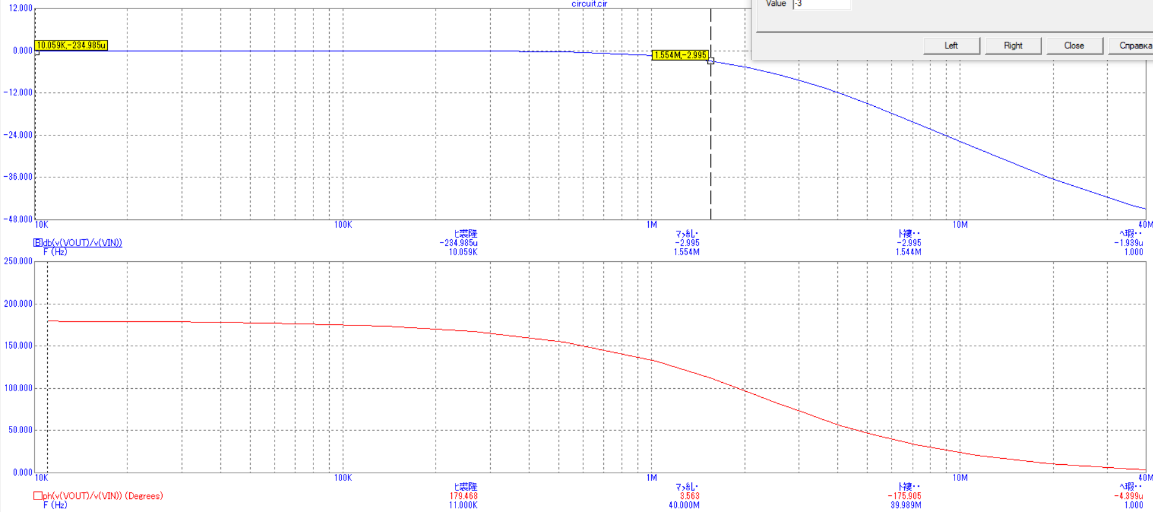 circuit.cir
Value -3
Left Right Close Справка
12.000
0.000
-12.000
-24.000
-36.000
-48.000
10.059K,-234.985u
1.554M,-2.995
10K 100K 1M 10M 40M
db(v(VOUT)/v(VIN))
-234.985u -2.995 -2.995 -1.939u
F (Hz) 10.059K 1.554M 1.544M 1.000
250.000
200.000
150.000
100.000
50.000
0.000
10K 100K 1M 10M 40M
ph(v(VOUT)/v(VIN)) (Degrees) 179.468 3.563 -175.905 -4.399u
F (Hz) 11.000K 40.000M 39.989M 1.000